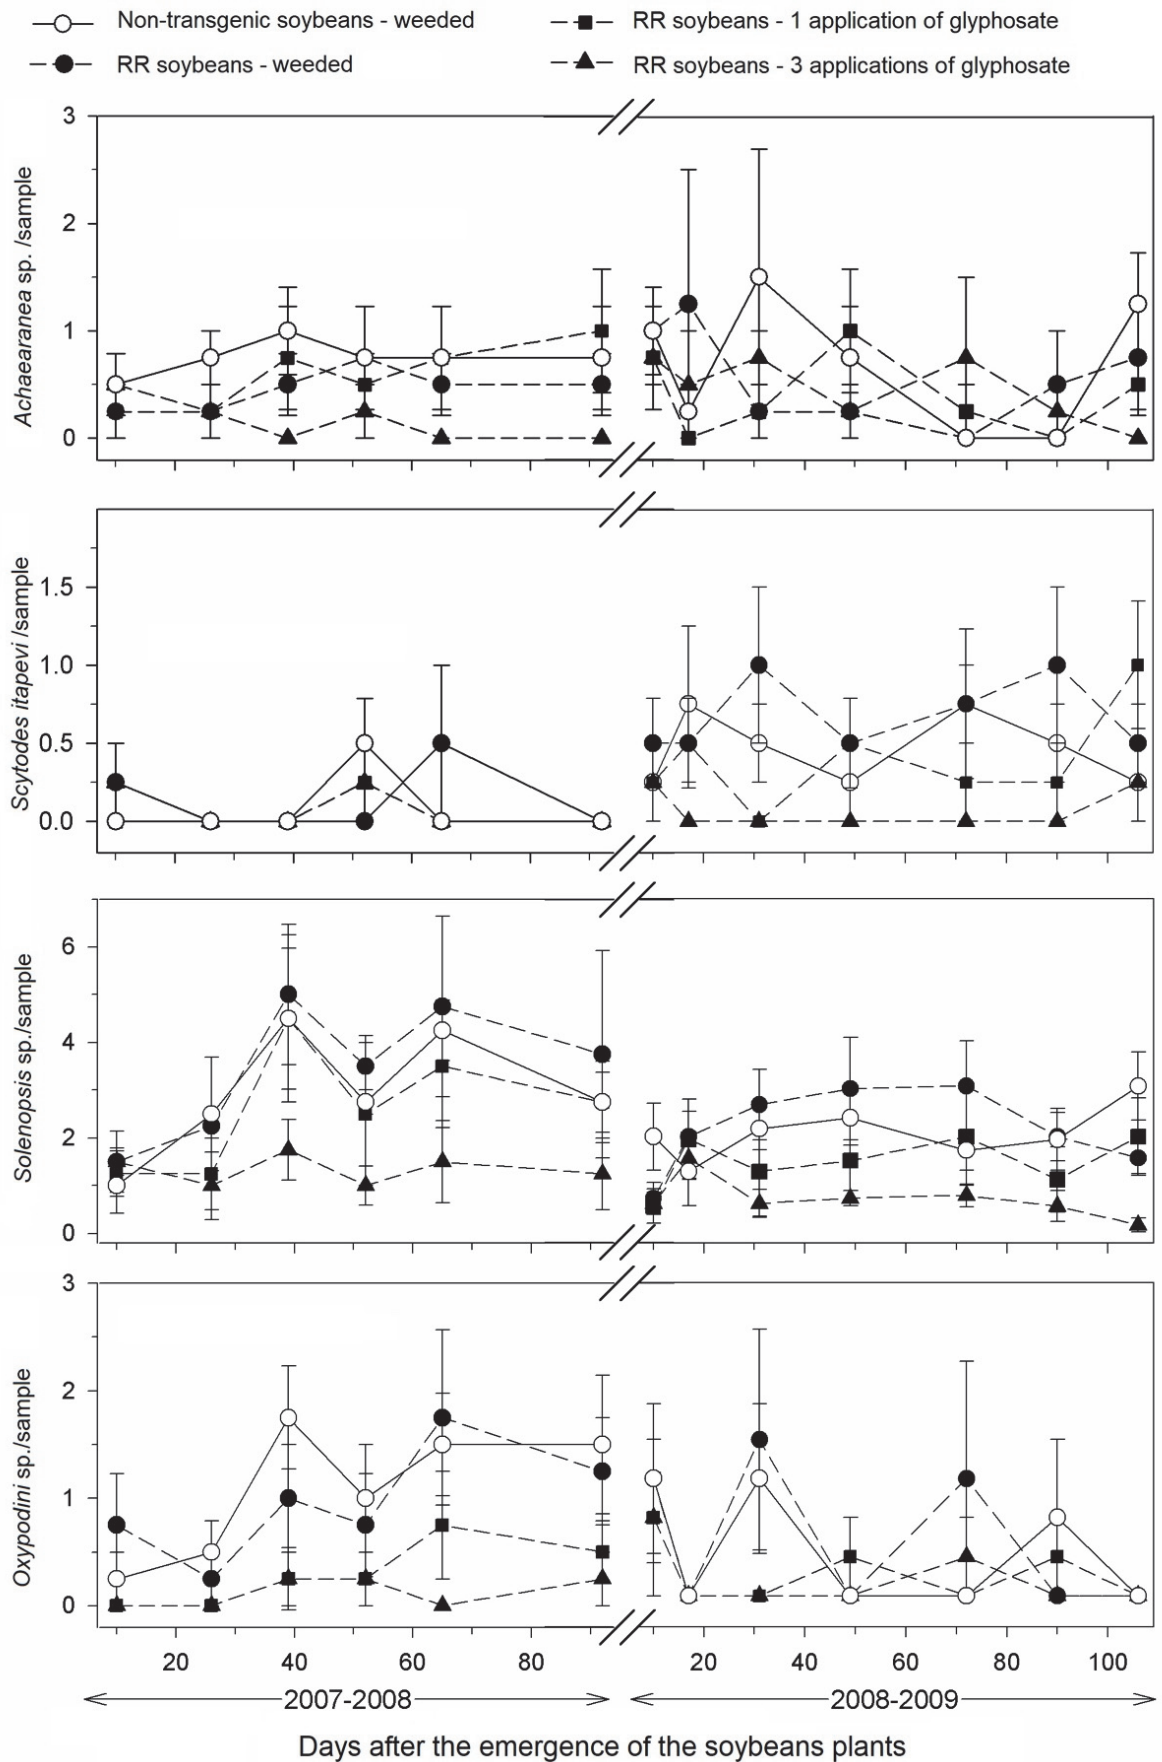 Non-transgenic soybeans - weeded
RR soybeans - 1 application of glyphosate
RR soybeans - weeded
RR soybeans - 3 applications of glyphosate
3
2
1
0
Achaearanea sp. /sample
1.5
1.0
0.5
0.0
Scytodes itapevi /sample
6
4
2
0
Solenopsis sp./sample
3
2
1
0
Oxypodini sp./sample
20 40 60 80 20 40 60 80 100
2007-2008 2008-2009
Days after the emergence of the soybeans plants